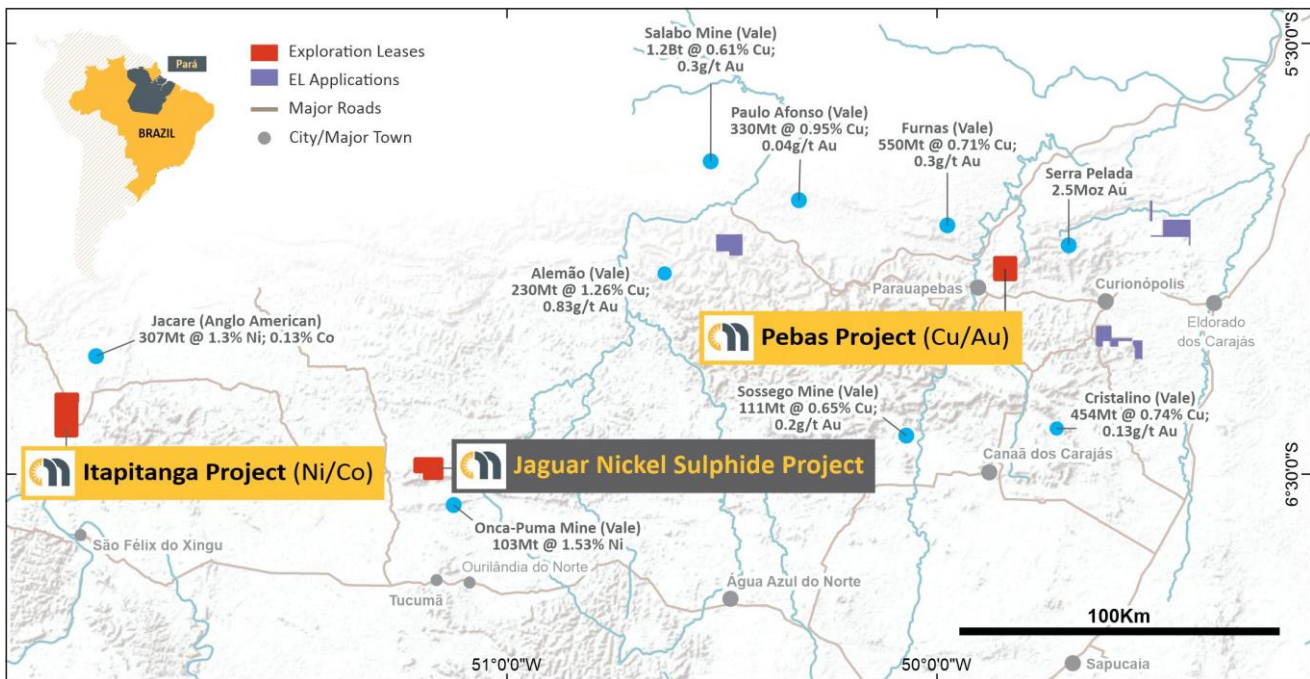 Pará
BRAZIL
Exploration Leases
EL Applications
Major Roads
City/Major Town
Salabo Mine (Vale)
1.2Bt @ 0.61% Cu;
0.3g/t Au
Paulo Afonso (Vale)
330Mt @ 0.95% Cu;
0.04g/t Au
Furnas (Vale)
550Mt @ 0.71% Cu;
0.3g/t Au
Serra Pelada
2.5Moz Au
5°30'0"S
Alemão (Vale)
230Mt @ 1.26% Cu;
0.83g/t Au
Parauapebas
Curionópolis
Eldorado
dos Carajás
Jacare (Anglo American)
307Mt @ 1.3% Ni; 0.13% Co
Pebas Project (Cu/Au)
Sossego Mine (Vale)
111Mt @ 0.65% Cu;
0.2g/t Au
Cristalino (Vale)
454Mt @ 0.74% Cu;
0.13g/t Au
Itapitanga Project (Ni/Co)
Jaguar Nickel Sulphide Project
Canaã dos Carajás
6°30'0"S
Onca-Puma Mine (Vale)
103Mt @ 1.53% Ni
São Félix do Xingu
Ourilândia do Norte
Tucumã
Água Azul do Norte
100Km
51°0'0"W
50°0'0"W
Sapucaia